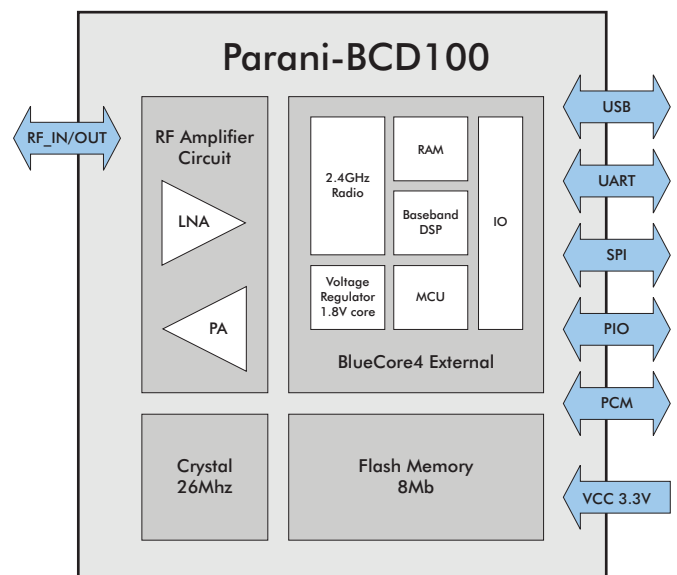 Parani-BCD100
RF_IN/OUT
RF Amplifier
Circuit
LNA
PA
2.4GHz
Radio
RAM
Baseband
DSP
IO
Voltage
Regulator
1.8V core
MCU
BlueCore4 External
Crystal
26Mhz
Flash Memory
8Mb
USB
UART
SPI
PIO
PCM
VCC 3.3V